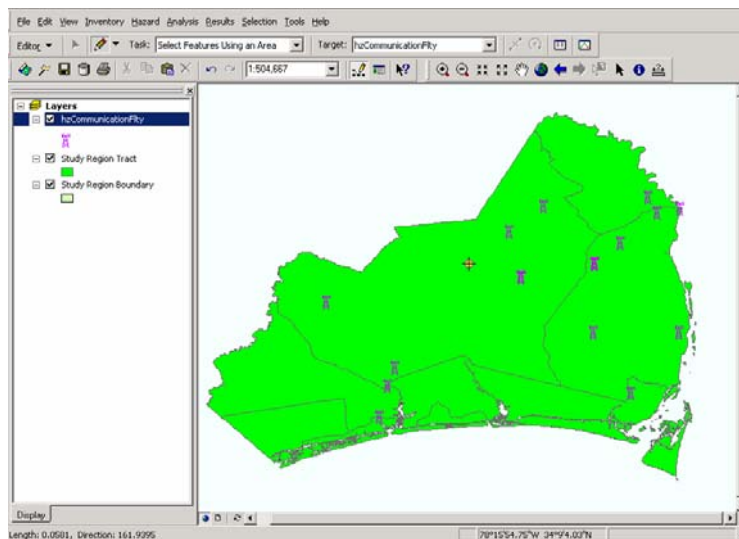 File Edit View Inventory Hazard Analysis Results Selection Tools Help
Editor Task: Select Features Using an Area Target: hzCommunicationFlty
1:504,667
Layers
hzCommunicationFlty
Study Region Tract
Study Region Boundary
Display
Length: 0.0501, Direction: 161.9395 78°15'54.75"W 34°9'4.03"N